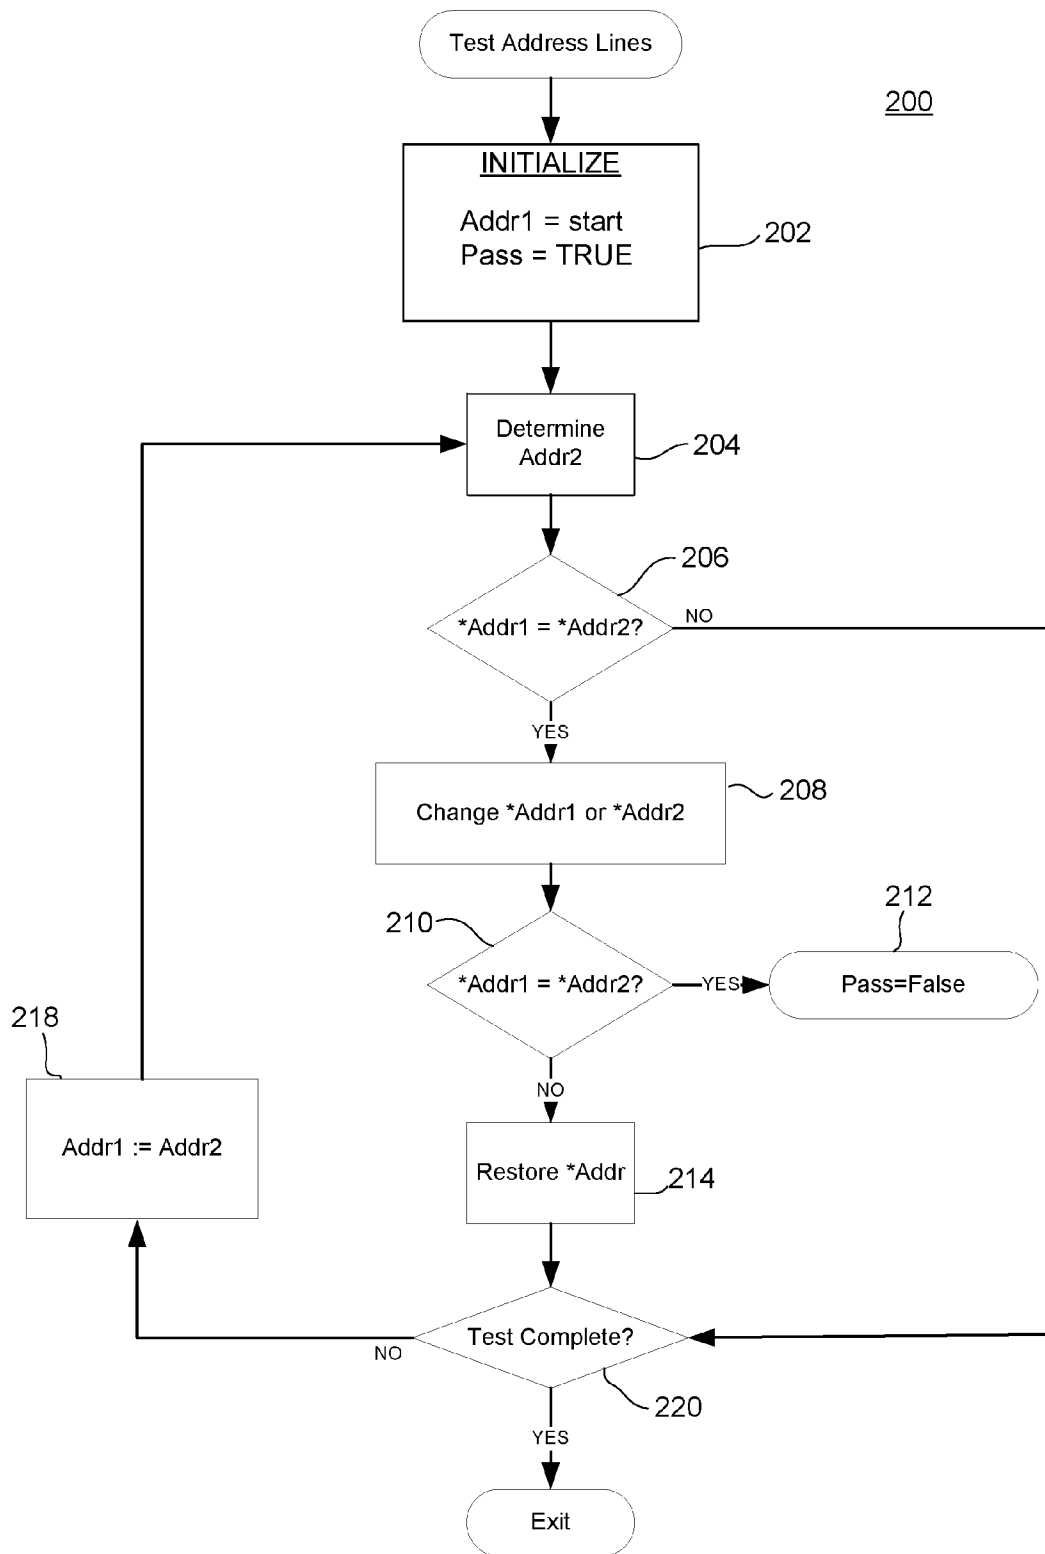 Test Address Lines
200
INITIALIZE
Addr1 = start
Pass = TRUE
202
Determine
Addr2
204
206
*Addr1 = *Addr2?
NO
YES
Change *Addr1 or *Addr2
208
210
*Addr1 = *Addr2?
YES
212
Pass=False
NO
218
Addr1 := Addr2
Restore *Addr
214
Test Complete?
NO
220
YES
Exit